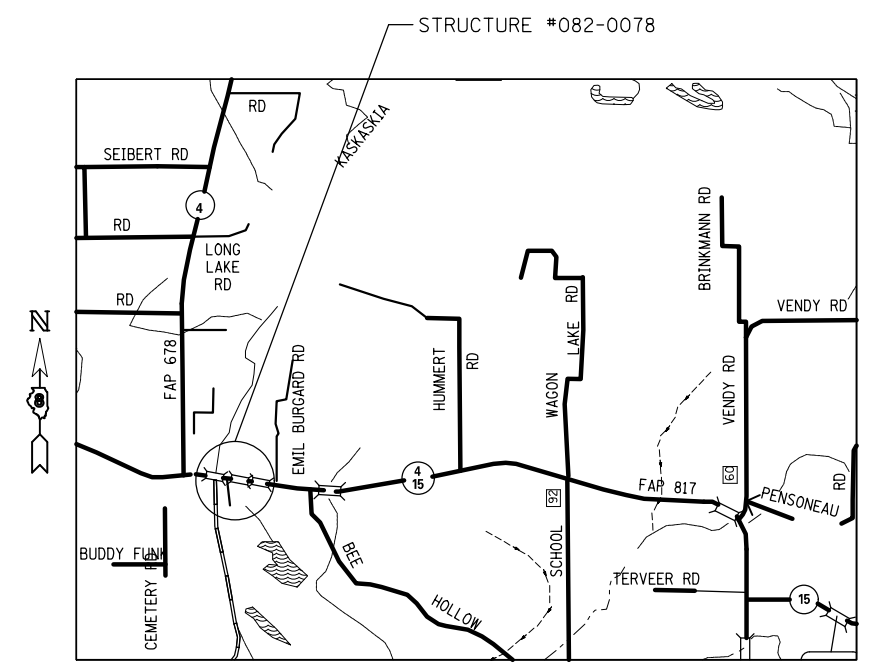 STRUCTURE #082-0078
RD
KASKASKIA
SEIBERT RD
4
RD
LONG
LAKE
RD
BRINKMANN RD
RD
VENDY RD
N
8
FAP 678
EMIL BURGARD RD
HUMMERT
RD
WAGON
LAKE RD
VENDY RD
4
15
92
FAP 817
60
PENSONEAU
RD
BUDDY FUNK
CEMETERY RD
BEE
HOLLOW
SCHOOL
TERVEER RD
15